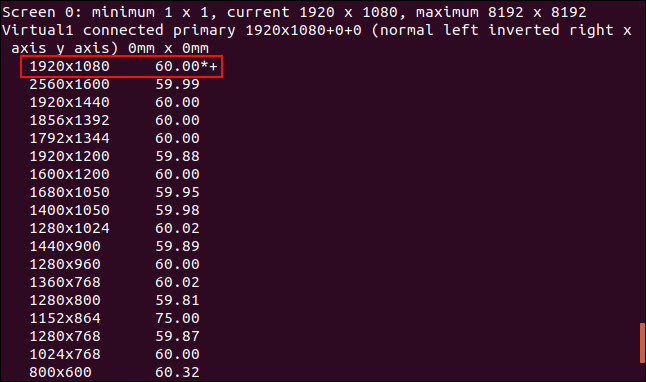 Screen 0: minimum 1 x 1, current 1920 x 1080, maximum 8192 x 8192
Virtual1 connected primary 1920x1080+0+0 (normal left inverted right x
 axis y axis) 0mm x 0mm
   1920x1080     60.00*+
   2560x1600     59.99
   1920x1440     60.00
   1856x1392     60.00
   1792x1344     60.00
   1920x1200     59.88
   1600x1200     60.00
   1680x1050     59.95
   1400x1050     59.98
   1280x1024     60.02
   1440x900      59.89
   1280x960      60.00
   1360x768      60.02
   1280x800      59.81
   1152x864      75.00
   1280x768      59.87
   1024x768      60.00
   800x600       60.32